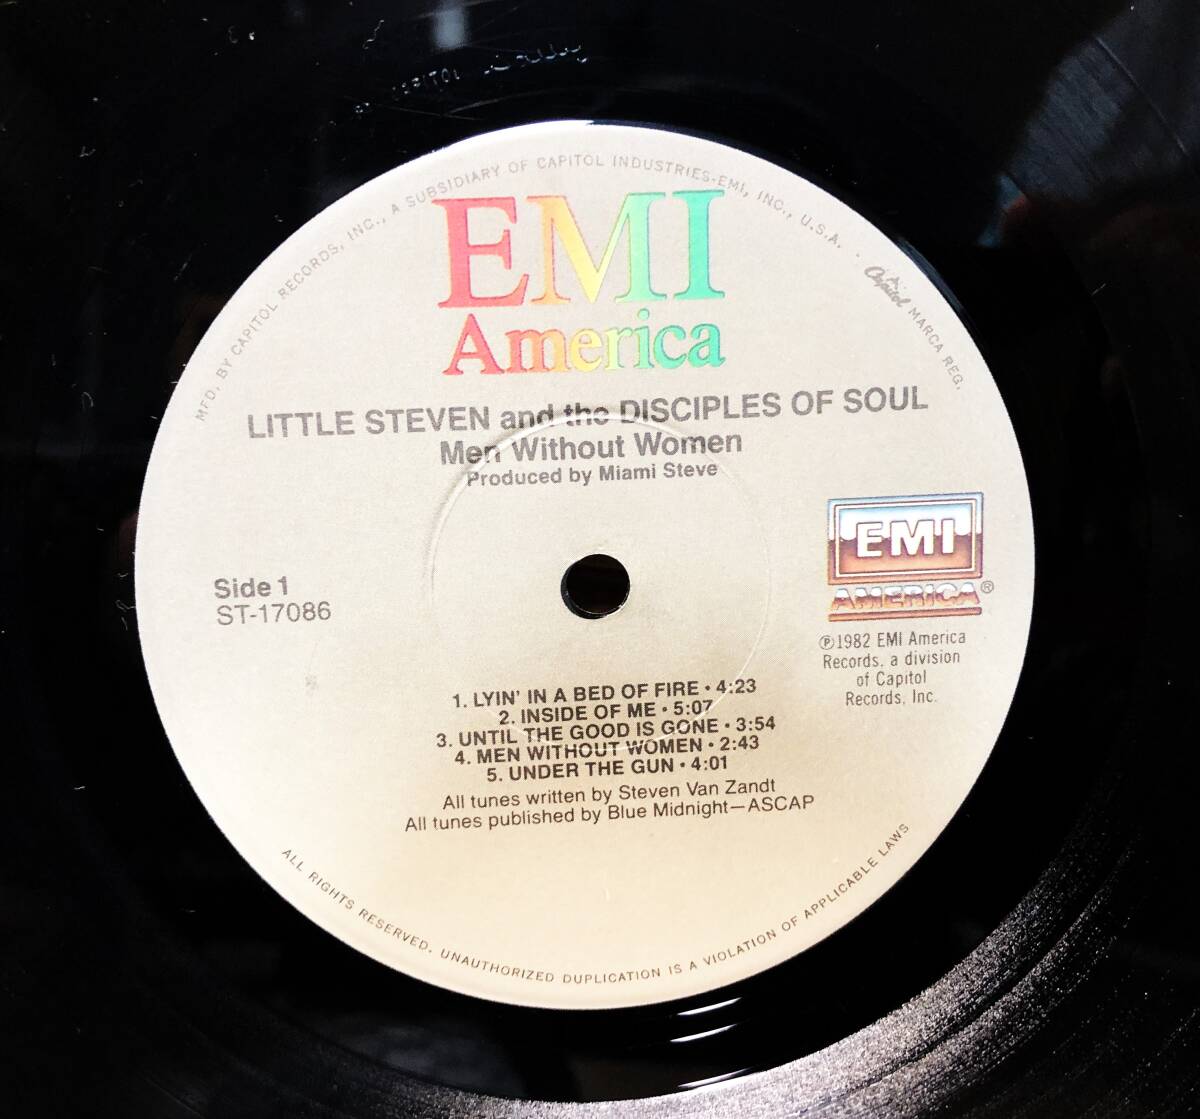 MFD. BY CAPITOL RECORDS, INC., A SUBSIDIARY OF CAPITOL INDUSTRIES-EMI, INC., U.S.A. . Capitol MARCA REG.
EMI
America
LITTLE STEVEN and the DISCIPLES OF SOUL
Men Without Women
Produced by Miami Steve
Side 1
ST-17086
EMI
AMERICA®
℗1982 EMI America
Records, a division
of Capitol
Records, Inc.
1. LYIN' IN A BED OF FIRE • 4:23
2. INSIDE OF ME • 5:07
3. UNTIL THE GOOD IS GONE • 3:54
4. MEN WITHOUT WOMEN • 2:43
5. UNDER THE GUN • 4:01
All tunes written by Steven Van Zandt
All tunes published by Blue Midnight—ASCAP
ALL RIGHTS RESERVED. UNAUTHORIZED DUPLICATION IS A VIOLATION OF APPLICABLE LAWS